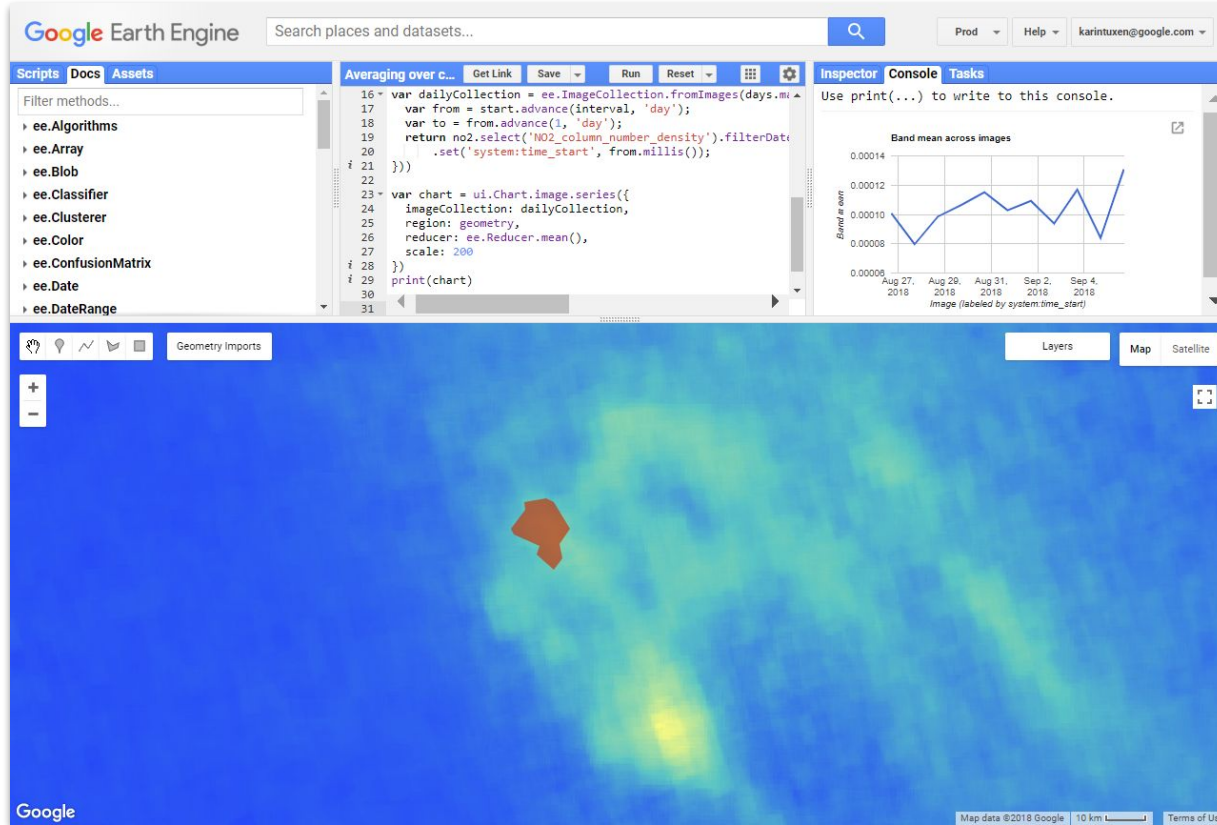 Google Earth Engine
Search places and datasets...
Prod
Help
karintuxen@google.com
Scripts Docs Assets
Filter methods...
ee.Algorithms
ee.Array
ee.Blob
ee.Classifier
ee.Clusterer
ee.Color
ee.ConfusionMatrix
ee.Date
ee.DateRange
Averaging over c... Get Link Save Run Reset
16 var dailyCollection = ee.ImageCollection.fromImages(days.ma
17 var from = start.advance(interval, 'day');
18 var to = from.advance(1, 'day');
19 return no2.select('NO2_column_number_density').filterDate
20 .set('system:time_start', from.millis());
i 21 }))
22
23 var chart = ui.Chart.image.series({
24 imageCollection: dailyCollection,
25 region: geometry,
26 reducer: ee.Reducer.mean(),
27 scale: 200
i 28 })
i 29 print(chart)
30
31
Inspector Console Tasks
Use print(...) to write to this console.
Band mean across images
Band mean
0.00014
0.00012
0.00010
0.00008
0.00006
Aug 27, 2018
Aug 29, 2018
Aug 31, 2018
Sep 2, 2018
Sep 4, 2018
Image (labeled by system:time_start)
Geometry Imports
Layers
Map Satellite
+
−
Google
Map data ©2018 Google 10 km Terms of Us